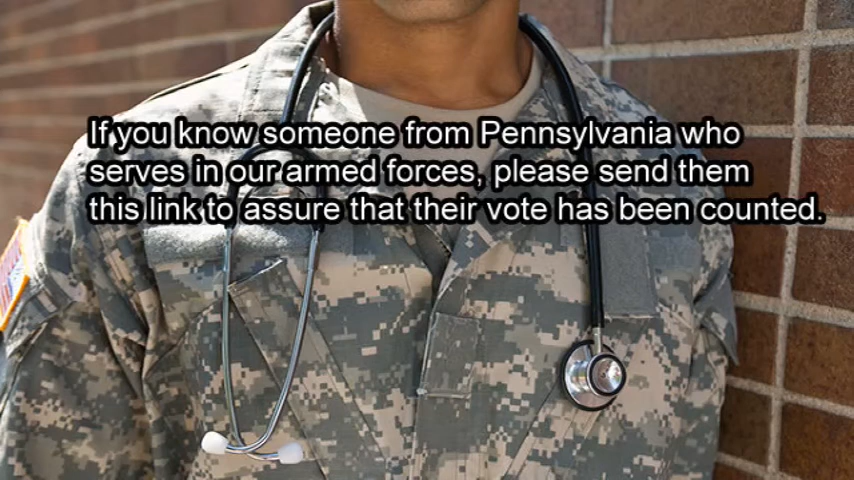 If you know someone from Pennsylvania who
serves in our armed forces, please send them
this link to assure that their vote has been counted.